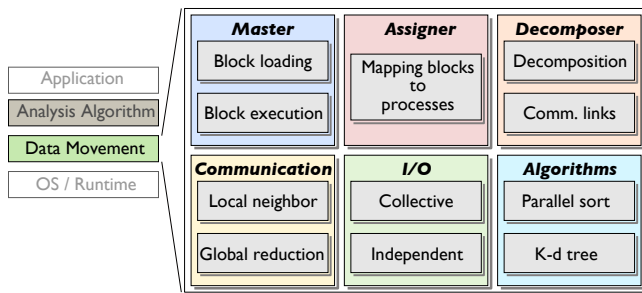 Application
Analysis Algorithm
Data Movement
OS / Runtime
Master
Block loading
Block execution
Assigner
Mapping blocks
to
processes
Decomposer
Decomposition
Comm. links
Communication
Local neighbor
Global reduction
I/O
Collective
Independent
Algorithms
Parallel sort
K-d tree